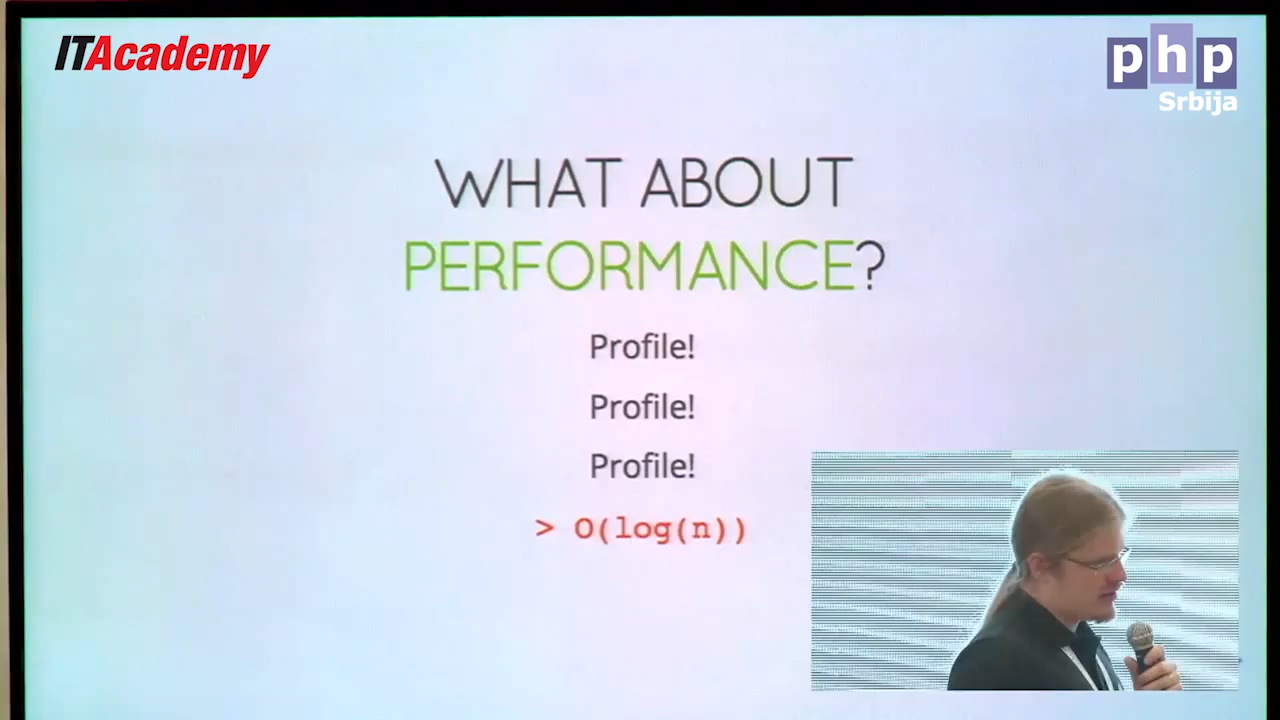 ITAcademy
php
Srbija
WHAT ABOUT
PERFORMANCE?
Profile!
Profile!
Profile!
> O(log(n))